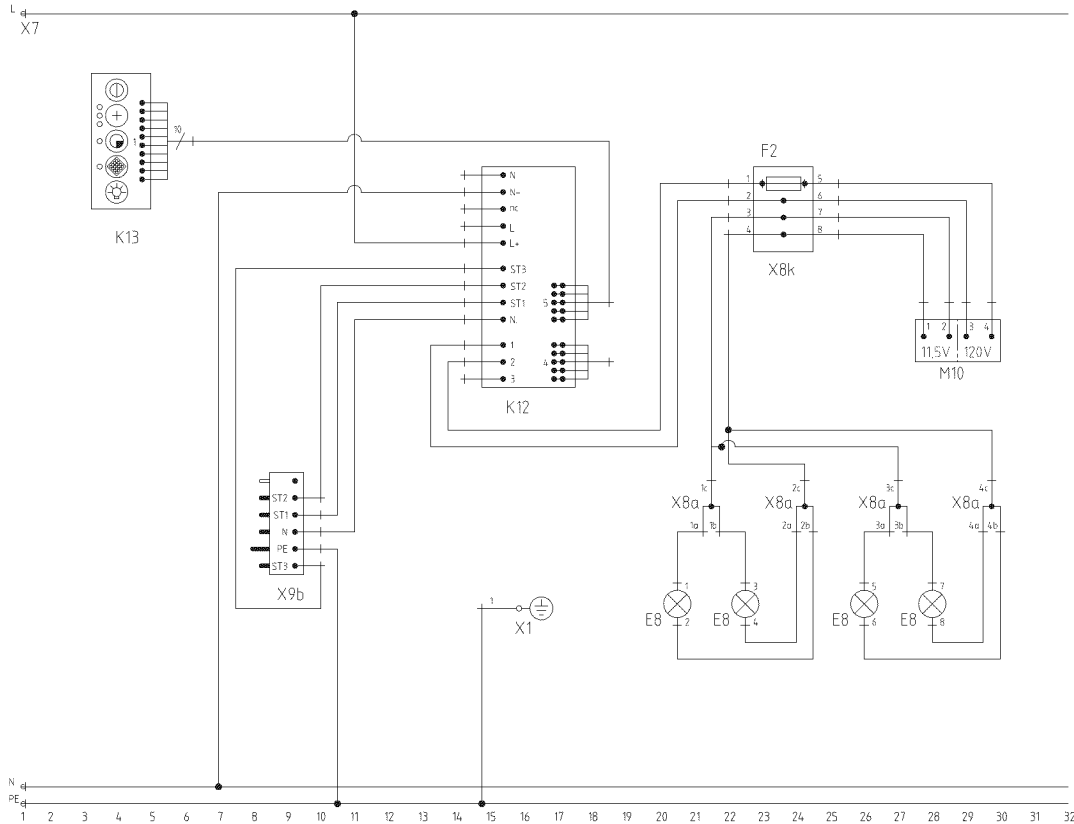 L
X7
10
1
K13
N
N-
nc
L
L+
ST3
ST2
ST1
5
N.
1
2
4
3
K12
F2
1
5
2
6
3
7
4
8
X8k
1
2
3
4
11,5V
120V
M10
ST2
ST1
N
PE
ST3
X9b
1c
2c
3c
4c
X8a
X8a
X8a
X8a
1a
1b
2a
2b
3a
3b
4a
4b
1
3
5
7
E8
E8
E8
E8
2
4
6
8
X1
N
PE
1 2 3 4 5 6 7 8 9 10 11 12 13 14 15 16 17 18 19 20 21 22 23 24 25 26 27 28 29 30 31 32